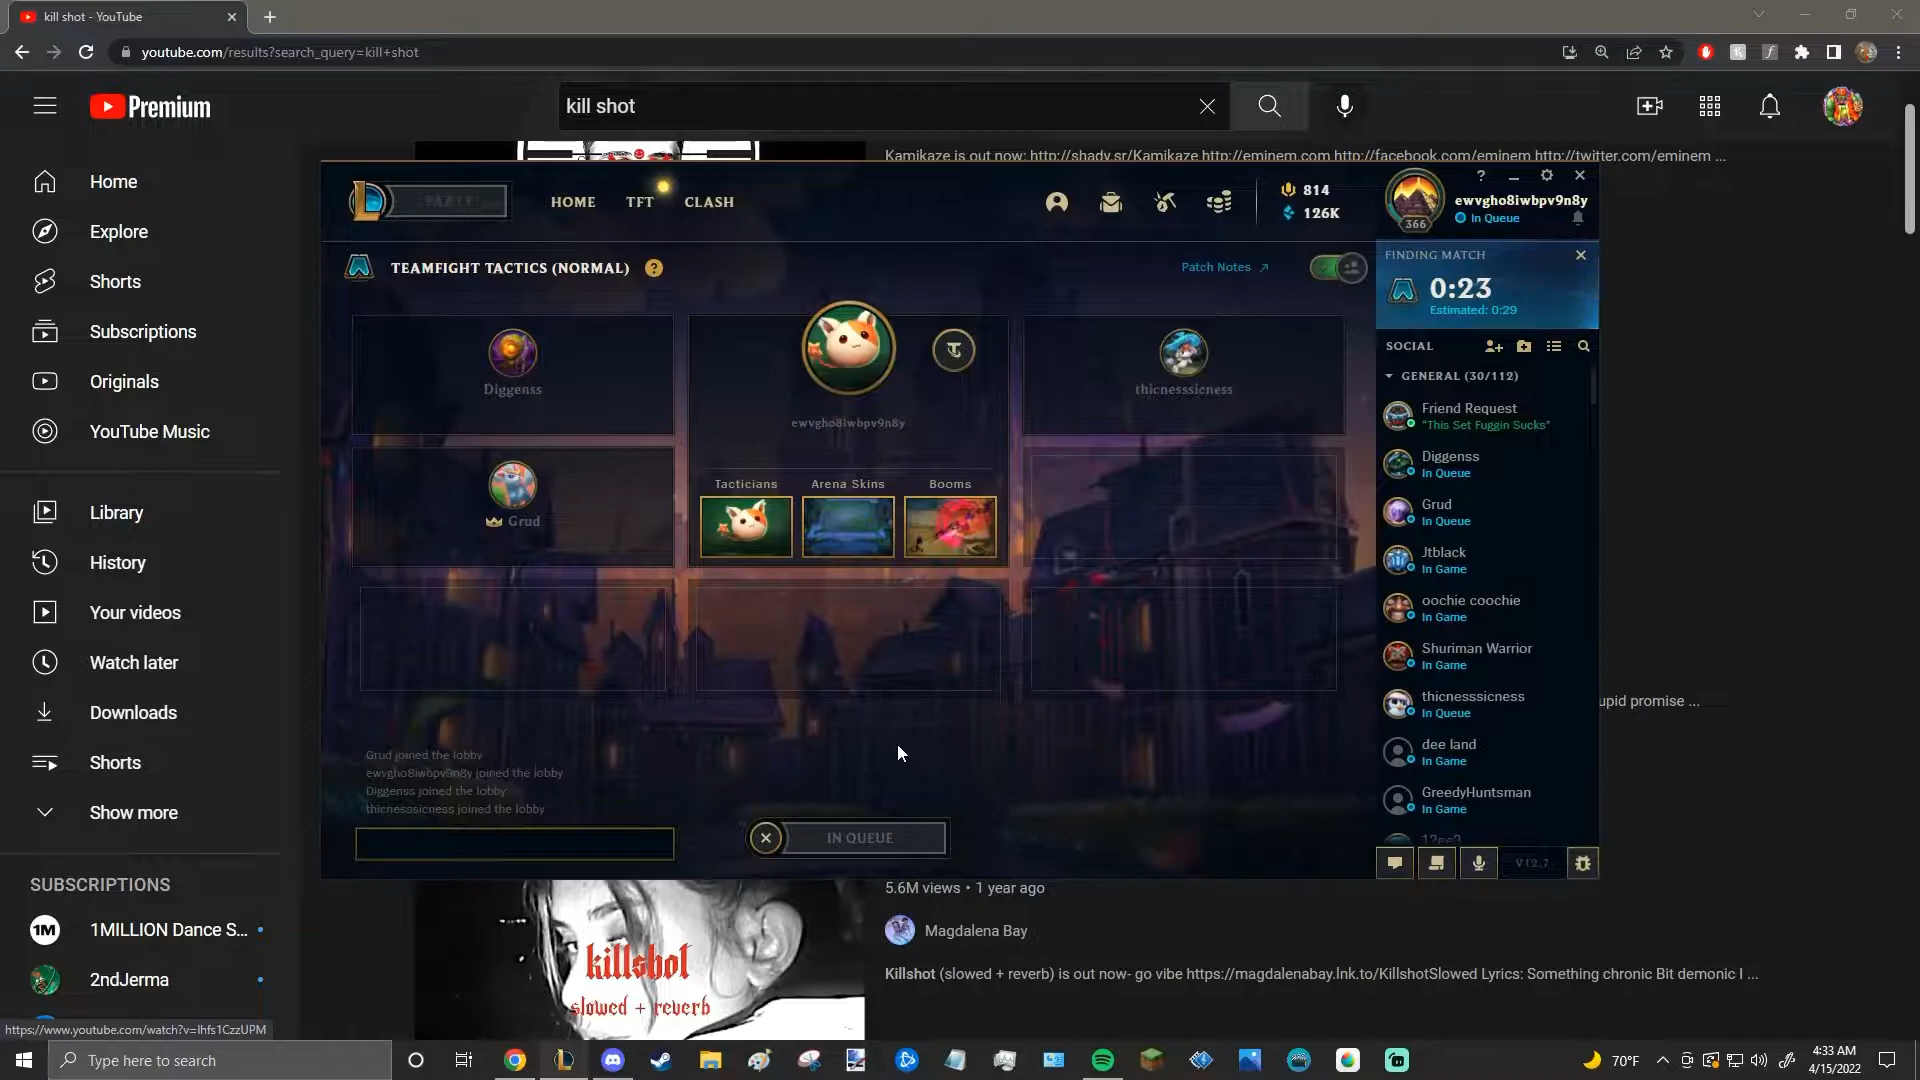 kill shot - YouTube
youtube.com/results?search_query=kill+shot
Premium
kill shot
Home
Explore
Shorts
Subscriptions
Originals
YouTube Music
Library
History
Your videos
Watch later
Downloads
Shorts
Show more
SUBSCRIPTIONS
1M
1MILLION Dance S...
2ndJerma
https://www.youtube.com/watch?v=Ihfs1CzzUPM
Kamikaze is out now: http://shady.sr/Kamikaze http://eminem.com http://facebook.com/eminem http://twitter.com/eminem ...
PARTY
HOME
TFT
CLASH
814
126K
366
ewvgho8iwbpv9n8y
In Queue
TEAMFIGHT TACTICS (NORMAL)
?
Patch Notes
FINDING MATCH
0:23
Estimated: 0:29
Diggenss
ewvgho8iwbpv9n8y
thicnesssicness
Grud
Tacticians
Arena Skins
Booms
SOCIAL
GENERAL (30/112)
Friend Request
"This Set Fuggin Sucks"
Diggenss
In Queue
Grud
In Queue
Jtblack
In Game
oochie coochie
In Game
Shuriman Warrior
In Game
thicnesssicness
In Queue
dee land
In Game
GreedyHuntsman
In Game
Grud joined the lobby
ewvgho8iwbpv9n8y joined the lobby
Diggenss joined the lobby
thicnesssicness joined the lobby
IN QUEUE
V12.7
upid promise ...
5.6M views • 1 year ago
Magdalena Bay
Killshot (slowed + reverb) is out now- go vibe https://magdalenabay.lnk.to/KillshotSlowed Lyrics: Something chronic Bit demonic I ...
killshot
slowed + reverb
Type here to search
70°F
4:33 AM
4/15/2022